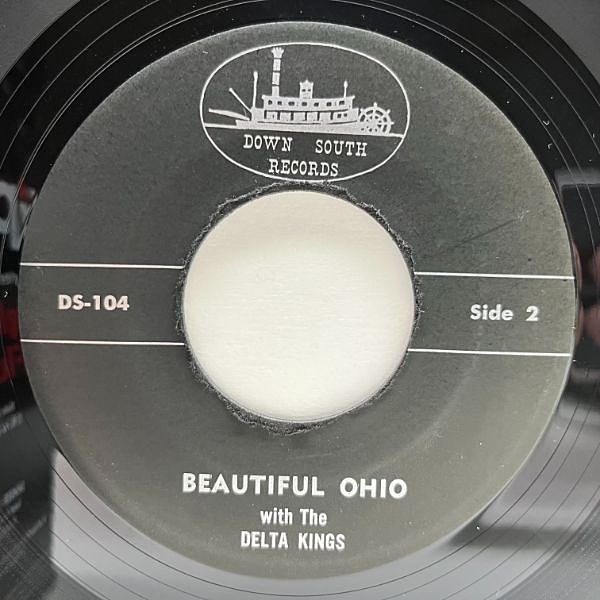 DOWN SOUTH
RECORDS
DS-104
Side 2
BEAUTIFUL OHIO
with The
DELTA KINGS